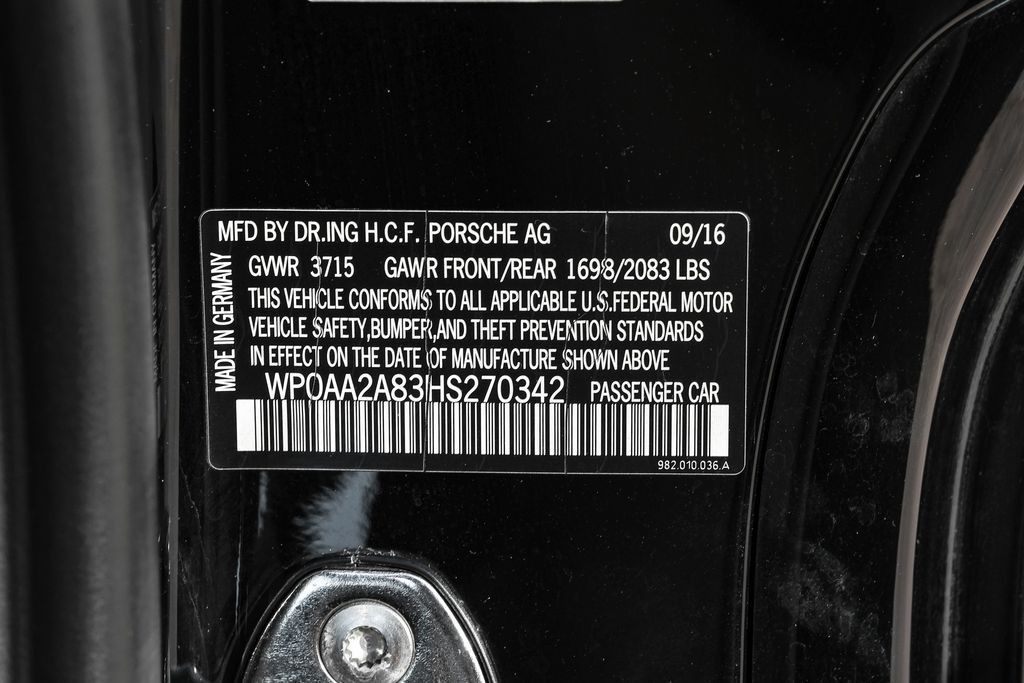 MFD BY DR.ING H.C.F. PORSCHE AG 09/16
GVWR 3715 GAWR FRONT/REAR 1698/2083 LBS
THIS VEHICLE CONFORMS TO ALL APPLICABLE U.S.FEDERAL MOTOR
VEHICLE SAFETY,BUMPER,AND THEFT PREVENTION STANDARDS
IN EFFECT ON THE DATE OF MANUFACTURE SHOWN ABOVE
WP0AA2A83HS270342 PASSENGER CAR
982.010.036.A
MADE IN GERMANY